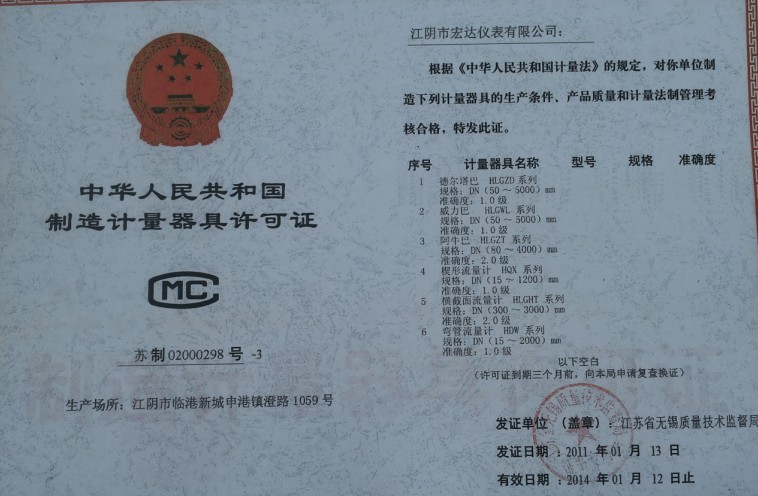 中华人民共和国
制造计量器具许可证
MC
苏制02000298号-3
生产场所：江阴市临港新城申港镇澄路1059号
江阴市宏达仪表有限公司：
根据《中华人民共和国计量法》的规定，对你单位制
造下列计量器具的生产条件、产品质量和计量法制管理考
核合格，特发此证。
序号 计量器具名称 型号 规格 准确度
1 德尔塔巴 HLGZD 系列
规格：DN（50～5000）mm
准确度：1.0级
2 威力巴 HLGWL 系列
规格：DN（50～5000）mm
准确度：1.0级
3 阿牛巴 HLGZT 系列
规格：DN（80～4000）mm
准确度：2.0级
4 楔形流量计 HQX 系列
规格：DN（15～1200）mm
准确度：1.0级
5 横截面流量计 HLGHT 系列
规格：DN（300～3000）mm
准确度：2.0级
6 弯管流量计 HDW 系列
规格：DN（15～2000）mm
准确度：1.0级
以下空白
（许可证到期三个月前，向本局申请复查换证）
发证单位（盖章）：江苏省无锡质量技术监督局
发证日期：2011年01月13日
有效日期：2014年01月12日止